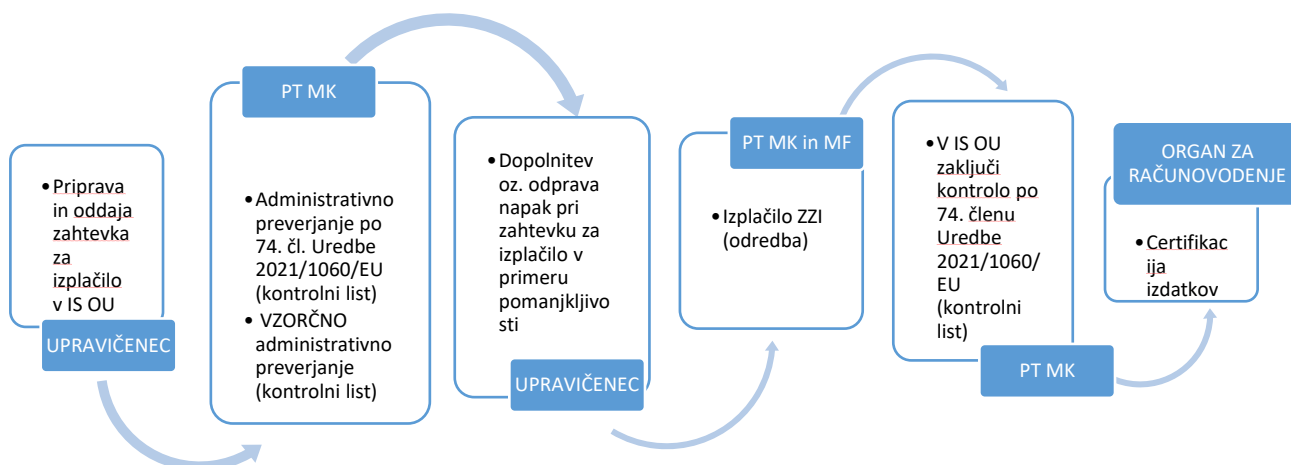 • Priprava
in oddaja
zahtevka
za
izplačilo
v IS OU
UPRAVIČENEC
PT MK
•Administrativno
preverjanje po
74. čl. Uredbe
2021/1060/EU
(kontrolni list)
• VZORČNO
administrativno
preverjanje
(kontrolni list)
•Dopolnitev
oz. odprava
napak pri
zahtevku za
izplačilo v
primeru
pomanjkljivo
sti
UPRAVIČENEC
PT MK in MF
• Izplačilo ZZI
(odredba)
•V IS OU
zaključi
kontrolo po
74. členu
Uredbe
2021/1060/
EU
(kontrolni
list)
PT MK
ORGAN ZA
RAČUNOVODENJE
• Certifikac
ija
izdatkov